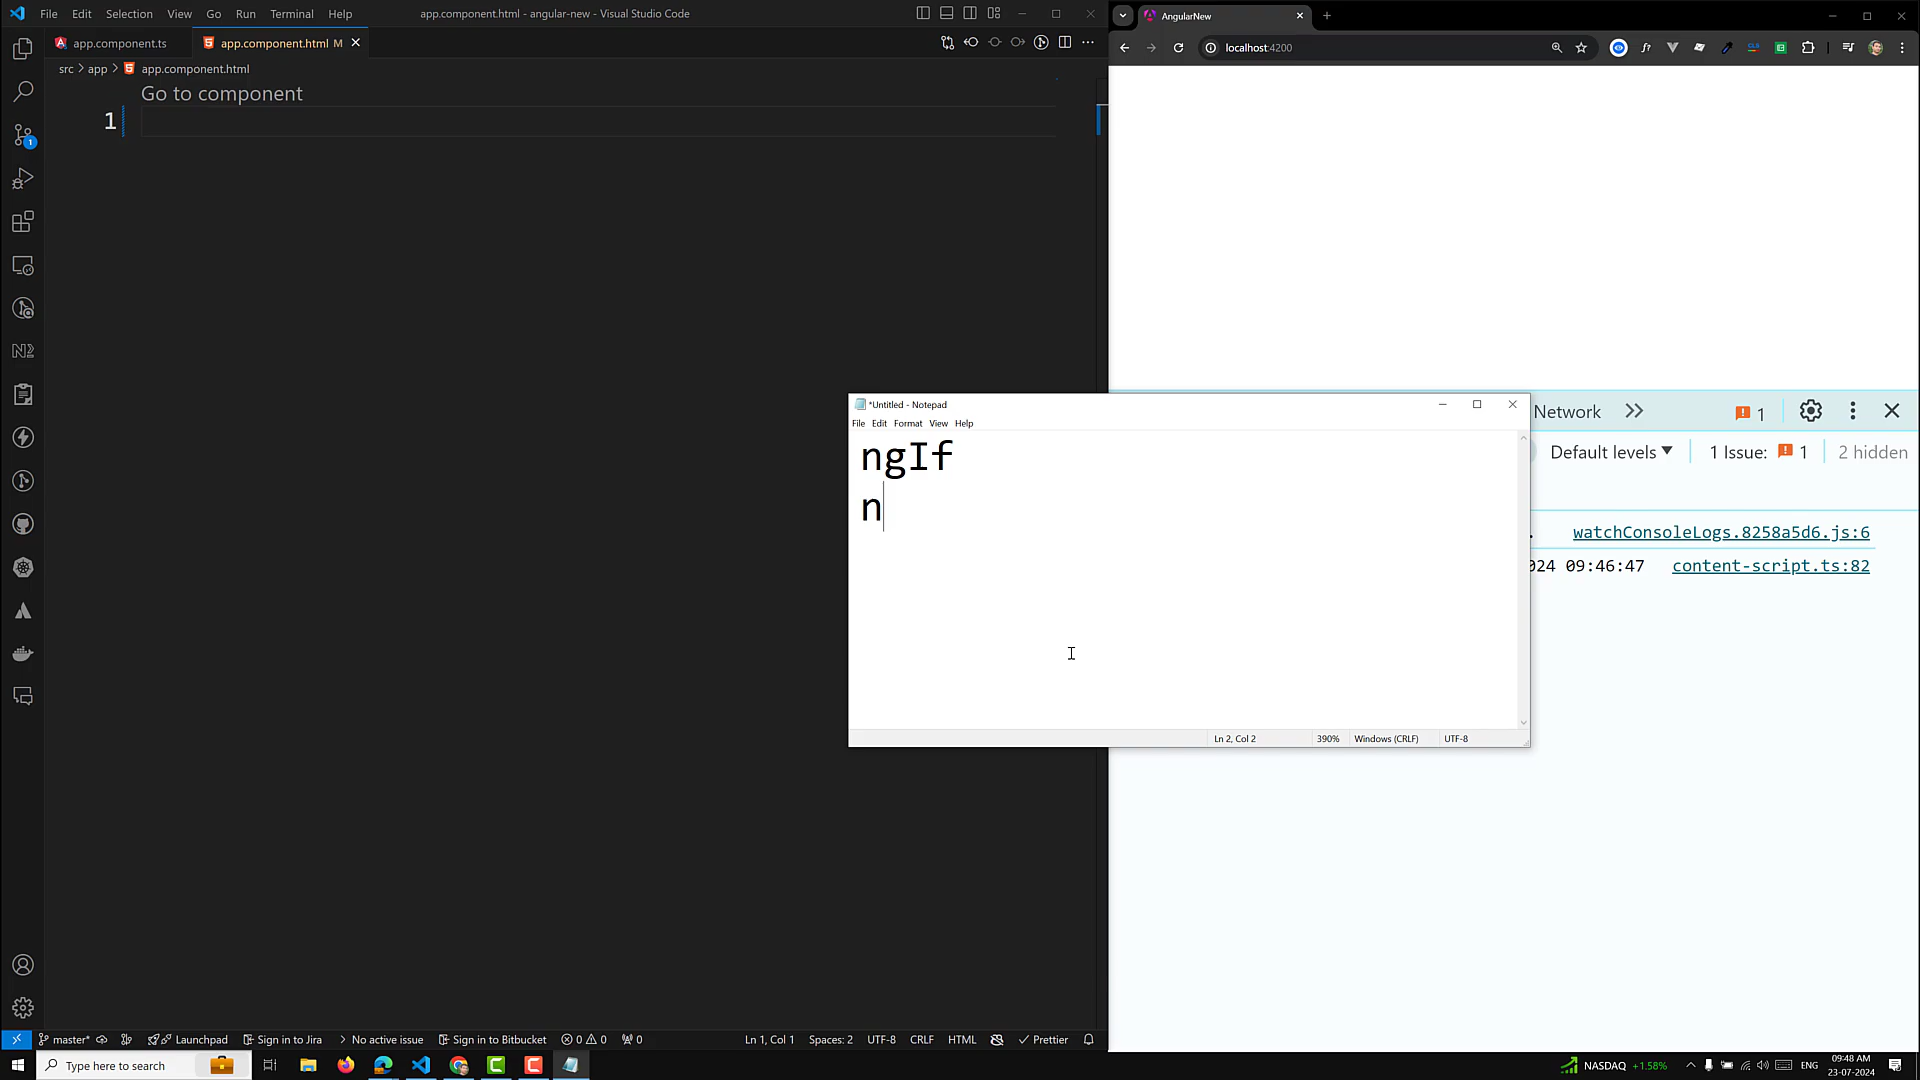 File Edit Selection View Go Run Terminal Help
app.component.html - angular-new - Visual Studio Code
app.component.ts
app.component.html M
src > app > app.component.html
Go to component
1
1
AngularNew
localhost:4200
*Untitled - Notepad
File Edit Format View Help
ngIf
n
Ln 2, Col 2
390%
Windows (CRLF)
UTF-8
Network
1
Default levels
1 Issue: 1
2 hidden
watchConsoleLogs.8258a5d6.js:6
024 09:46:47 content-script.ts:82
master* Launchpad Sign in to Jira No active issue Sign in to Bitbucket 0 0 0
Ln 1, Col 1 Spaces: 2 UTF-8 CRLF HTML Prettier
Type here to search
NASDAQ +1.58%
ENG
09:48 AM
23-07-2024